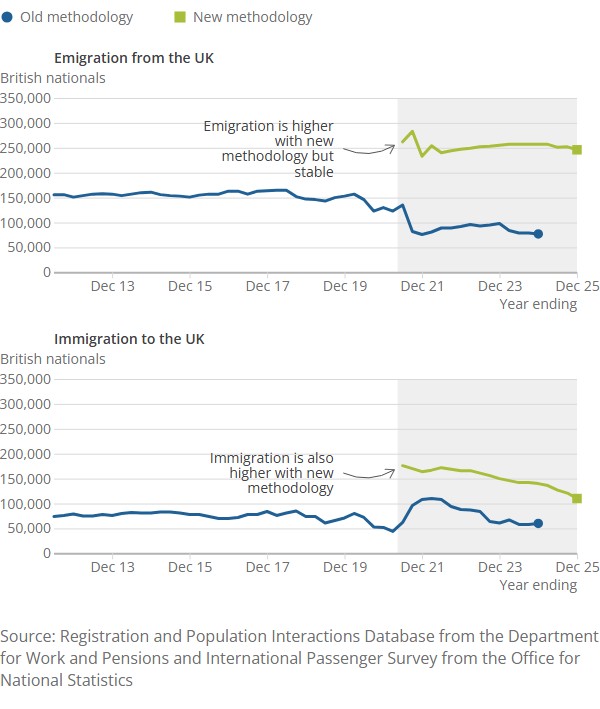 Old methodology
New methodology
Emigration from the UK
British nationals
350,000
300,000
250,000
200,000
150,000
100,000
50,000
0
Emigration is higher
with new
methodology but
stable
Dec 13
Dec 15
Dec 17
Dec 19
Dec 21
Dec 23
Dec 25
Year ending
Immigration to the UK
British nationals
350,000
300,000
250,000
200,000
150,000
100,000
50,000
0
Immigration is also
higher with new
methodology
Dec 13
Dec 15
Dec 17
Dec 19
Dec 21
Dec 23
Dec 25
Year ending
Source: Registration and Population Interactions Database from the Department
for Work and Pensions and International Passenger Survey from the Office for
National Statistics